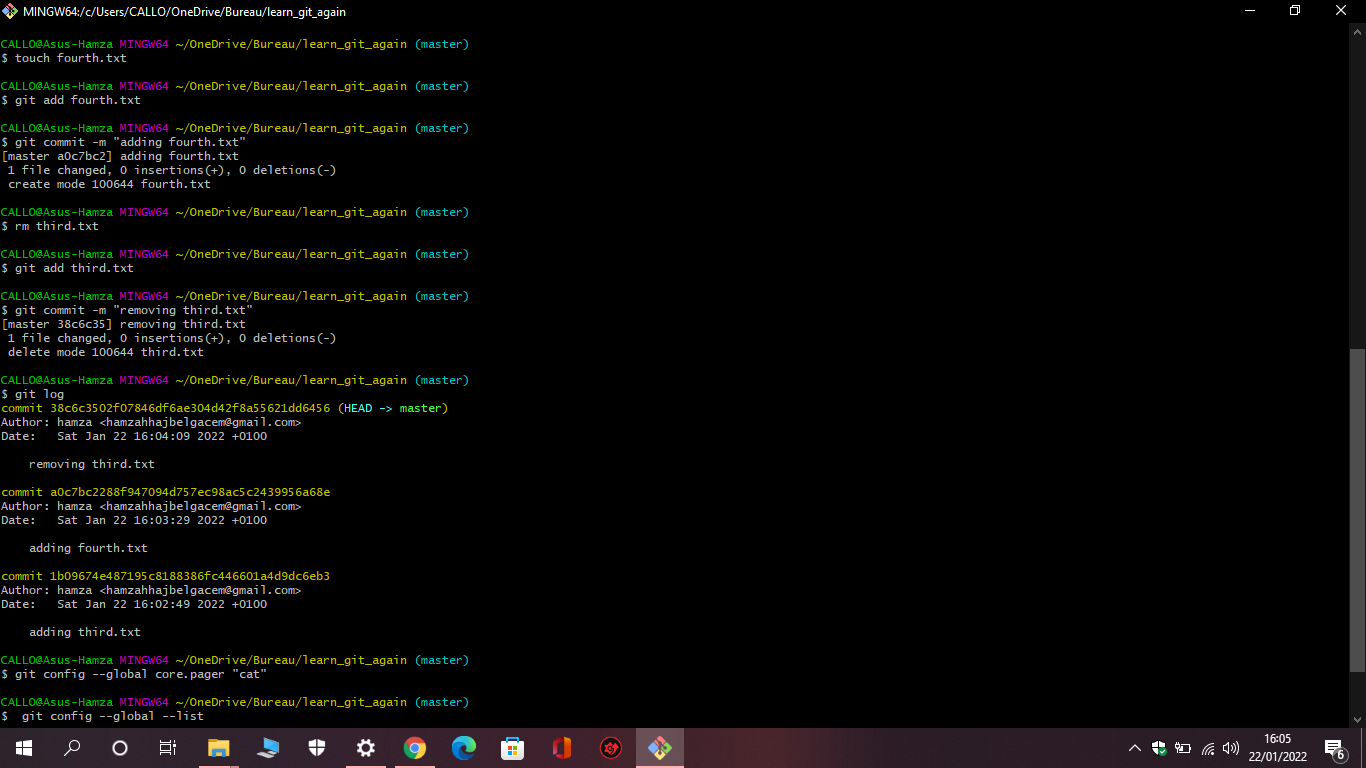 MINGW64:/c/Users/CALLO/OneDrive/Bureau/learn_git_again
CALLO@Asus-Hamza MINGW64 ~/OneDrive/Bureau/learn_git_again (master)
$ touch fourth.txt
CALLO@Asus-Hamza MINGW64 ~/OneDrive/Bureau/learn_git_again (master)
$ git add fourth.txt
CALLO@Asus-Hamza MINGW64 ~/OneDrive/Bureau/learn_git_again (master)
$ git commit -m "adding fourth.txt"
[master a0c7bc2] adding fourth.txt
1 file changed, 0 insertions(+), 0 deletions(-)
create mode 100644 fourth.txt
CALLO@Asus-Hamza MINGW64 ~/OneDrive/Bureau/learn_git_again (master)
$ rm third.txt
CALLO@Asus-Hamza MINGW64 ~/OneDrive/Bureau/learn_git_again (master)
$ git add third.txt
CALLO@Asus-Hamza MINGW64 ~/OneDrive/Bureau/learn_git_again (master)
$ git commit -m "removing third.txt"
[master 38c6c35] removing third.txt
1 file changed, 0 insertions(+), 0 deletions(-)
delete mode 100644 third.txt
CALLO@Asus-Hamza MINGW64 ~/OneDrive/Bureau/learn_git_again (master)
$ git log
commit 38c6c3502f07846df6ae304d42f8a55621dd6456 (HEAD -> master)
Author: hamza <hamzahhajbelgacem@gmail.com>
Date:   Sat Jan 22 16:04:09 2022 +0100
removing third.txt
commit a0c7bc2288f947094d757ec98ac5c2439956a68e
Author: hamza <hamzahhajbelgacem@gmail.com>
Date:   Sat Jan 22 16:03:29 2022 +0100
adding fourth.txt
commit 1b09674e487195c8188386fc446601a4d9dc6eb3
Author: hamza <hamzahhajbelgacem@gmail.com>
Date:   Sat Jan 22 16:02:49 2022 +0100
adding third.txt
CALLO@Asus-Hamza MINGW64 ~/OneDrive/Bureau/learn_git_again (master)
$ git config --global core.pager "cat"
CALLO@Asus-Hamza MINGW64 ~/OneDrive/Bureau/learn_git_again (master)
$  git config --global --list
16:05
22/01/2022
6